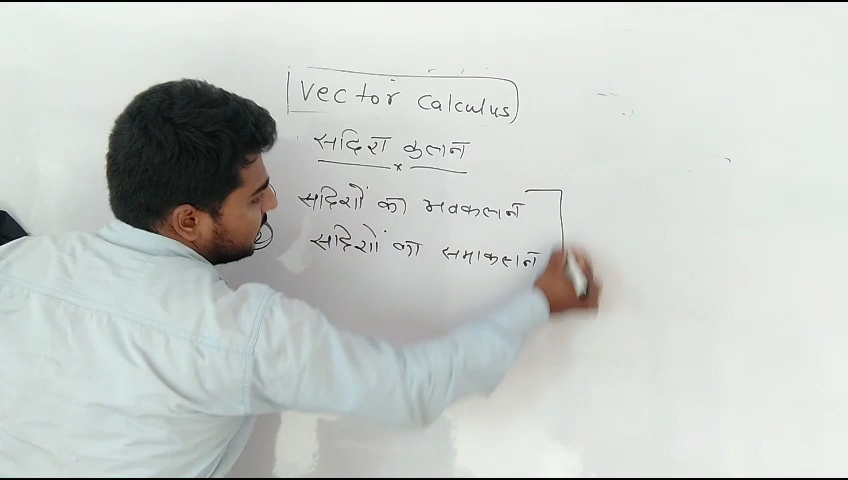 Vector Calculus
सदिश कलन
सदिशों का अवकलन
सदिशों का समाकलन